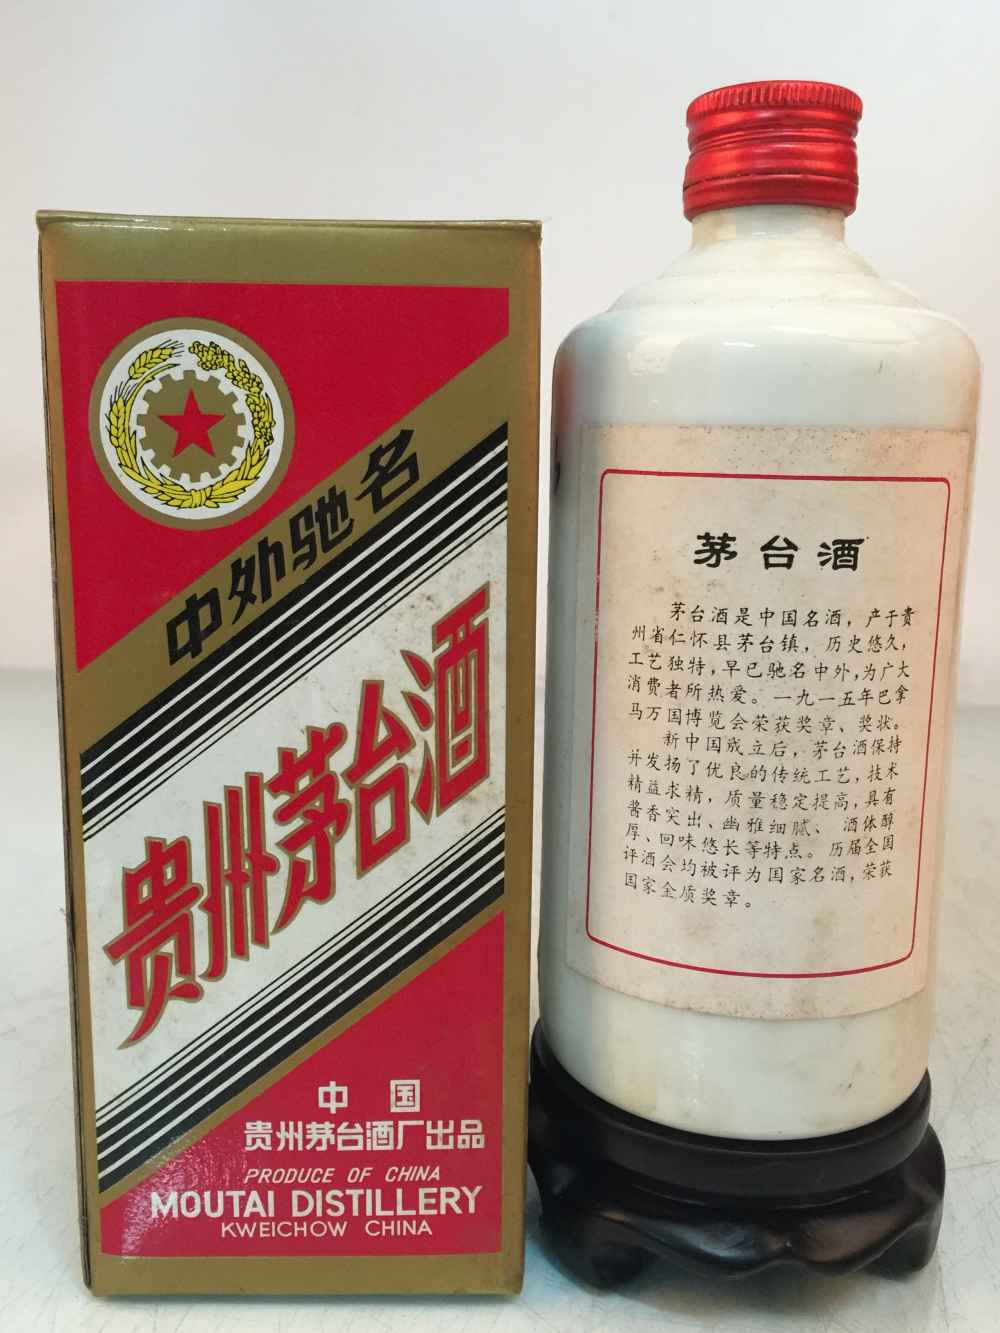 中外驰名
贵州茅台酒
中国
贵州茅台酒厂出品
PRODUCE OF CHINA
MOUTAI DISTILLERY
KWEICHOW CHINA
茅台酒
茅台酒是中国名酒，产于贵
州省仁怀县茅台镇，历史悠久，
工艺独特，早已驰名中外，为广大
消费者所热爱。一九一五年巴拿
马万国博览会荣获奖章、奖状。
新中国成立后，茅台酒保持
并发扬了优良的传统工艺，技术
精益求精，质量稳定提高，具有
酱香突出、幽雅细腻、酒体醇
厚、回味悠长等特点。历届全国
评酒会均被评为国家名酒，荣获
国家金质奖章。